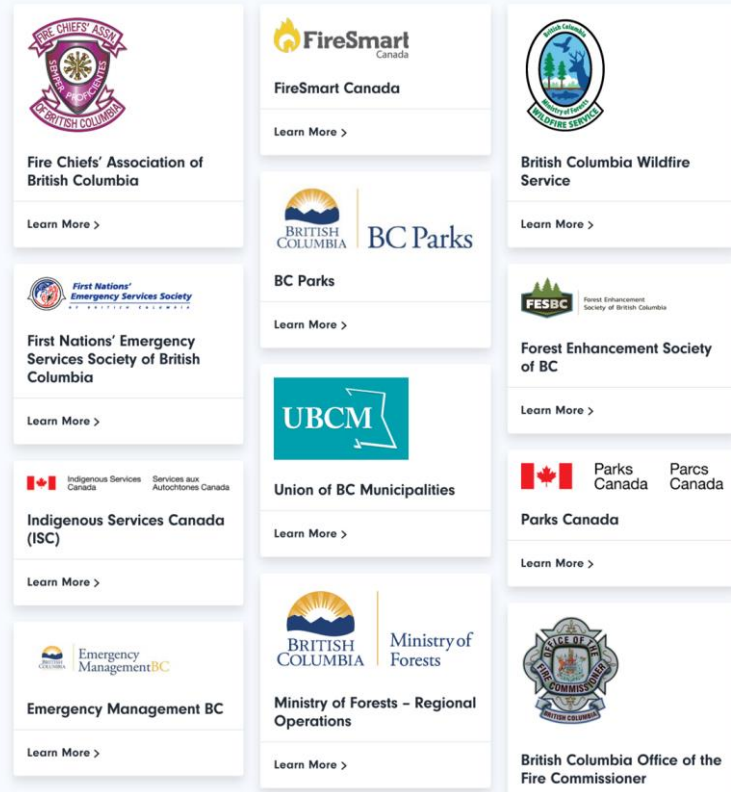 FIRE CHIEFS' ASSN.
SEMPER PROFICIENTES
OF BRITISH COLUMBIA
Fire Chiefs' Association of
British Columbia
Learn More >
First Nations'
Emergency Services Society
OF BRITISH COLUMBIA
First Nations' Emergency
Services Society of British
Columbia
Learn More >
Indigenous Services
Canada
Services aux
Autochtones Canada
Indigenous Services Canada
(ISC)
Learn More >
BRITISH
COLUMBIA
Emergency
ManagementBC
Emergency Management BC
Learn More >
FireSmart
Canada
FireSmart Canada
Learn More >
BRITISH
COLUMBIA
BC Parks
BC Parks
Learn More >
UBCM
Union of BC Municipalities
Learn More >
BRITISH
COLUMBIA
Ministry of
Forests
Ministry of Forests – Regional
Operations
Learn More >
British Columbia
Ministry of Forests
WILDFIRE SERVICE
British Columbia Wildfire
Service
Learn More >
FESBC
Forest Enhancement
Society of British Columbia
Forest Enhancement Society
of BC
Learn More >
Parks
Canada
Parcs
Canada
Parks Canada
Learn More >
OFFICE OF THE
FIRE COMMISSIONER
BRITISH COLUMBIA
British Columbia Office of the
Fire Commissioner